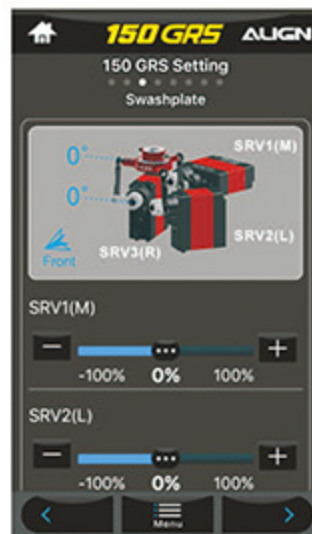 150 GRS ALIGN
150 GRS Setting
Swashplate
SRV1(M)
0°
0°
SRV2(L)
SRV3(R)
Front
SRV1(M)
-100% 0% 100%
SRV2(L)
-100% 0% 100%
Menu